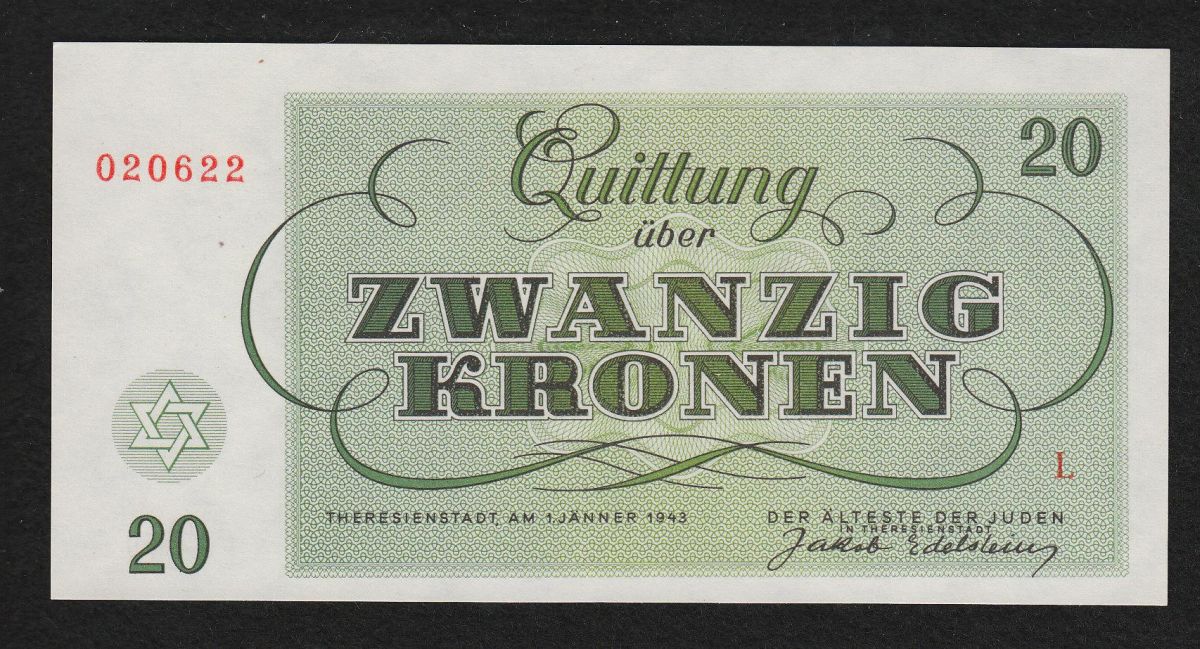 020622
20
Quittung
über
ZWANZIG
KRONEN
L
20
THERESIENSTADT, AM 1. JÄNNER 1943
DER ÄLTESTE DER JUDEN
IN THERESIENSTADT
Jakob Edelstein